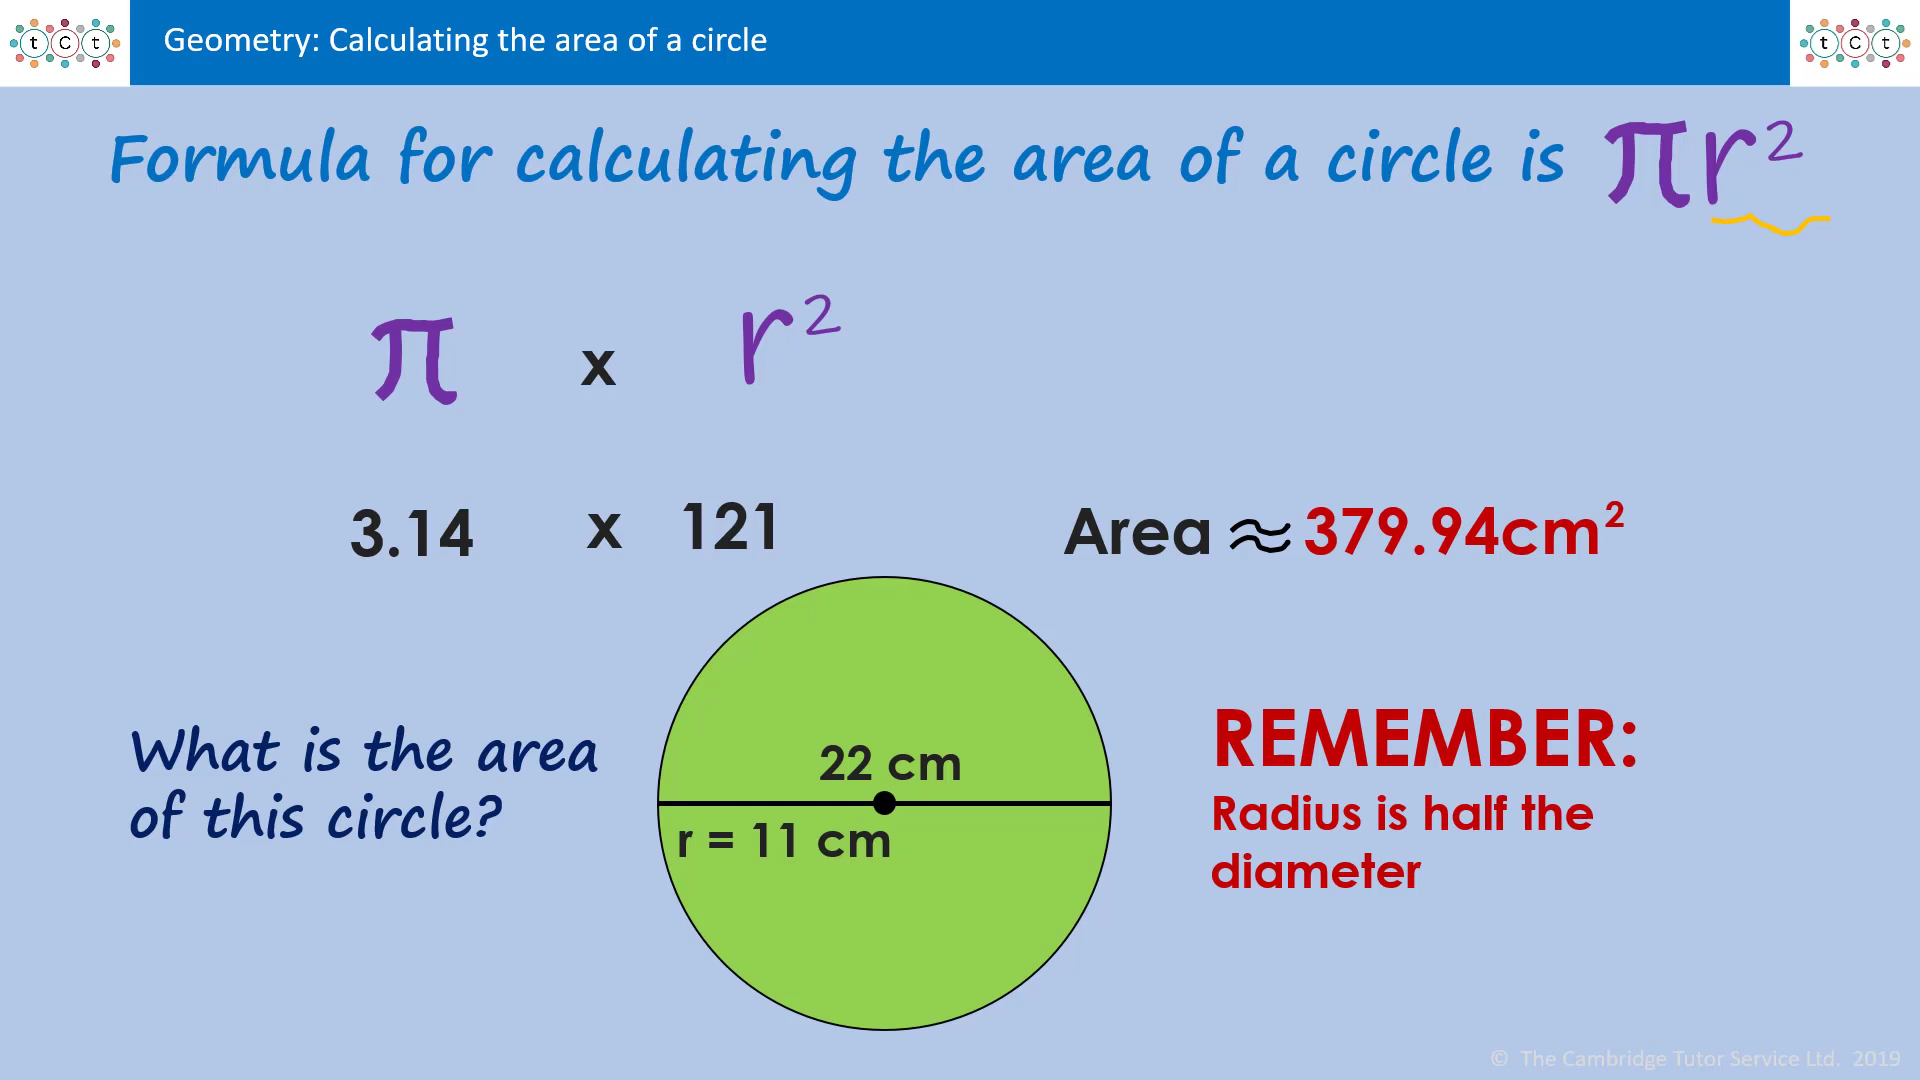 t c t
Geometry: Calculating the area of a circle
t c t
Formula for calculating the area of a circle is πr²
π x r²
3.14 x 121
Area ≈ 379.94cm²
What is the area
of this circle?
22 cm
r = 11 cm
REMEMBER:
Radius is half the
diameter
© The Cambridge Tutor Service Ltd. 2019